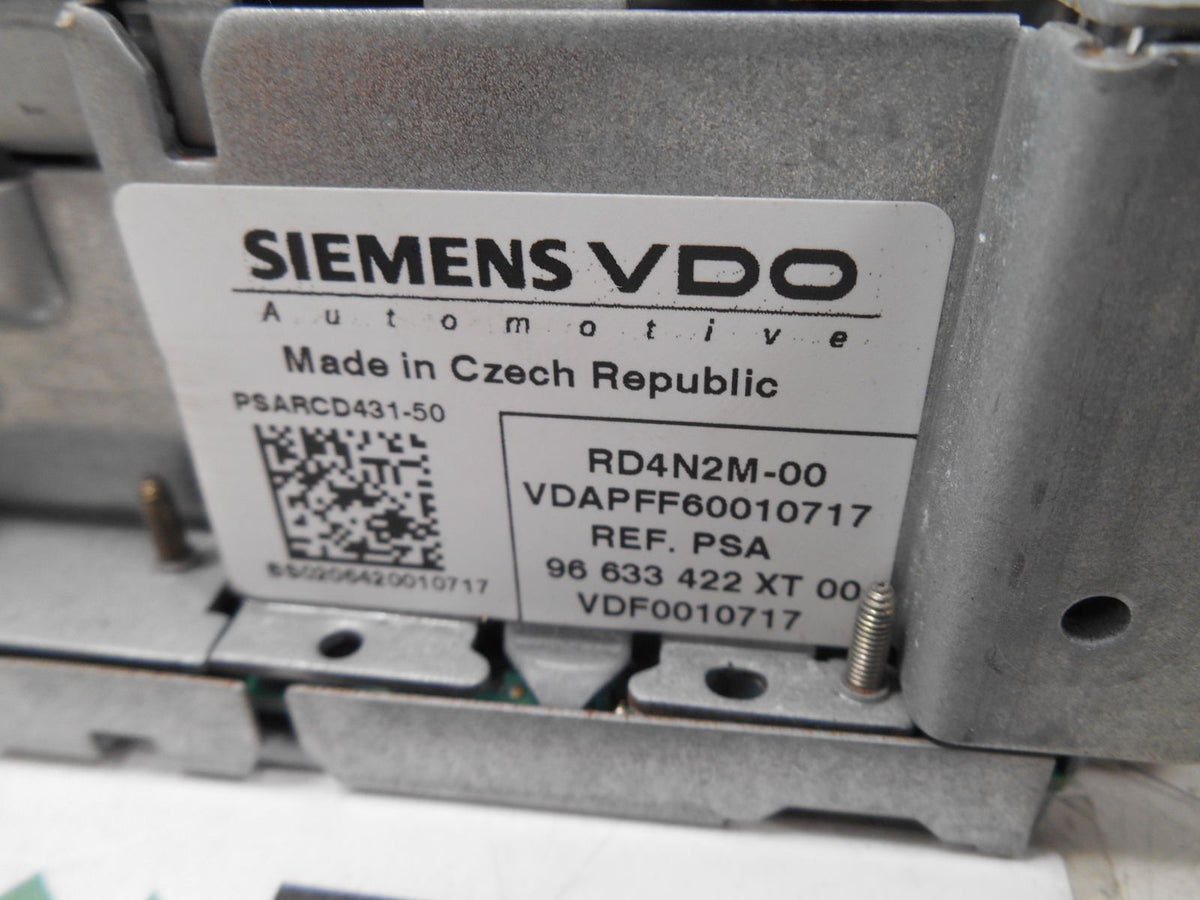 SIEMENS VDO
Automotive
Made in Czech Republic
PSARCD431-50
SS0206420010717
RD4N2M-00
VDAPFF60010717
REF. PSA
96 633 422 XT 00
VDF0010717